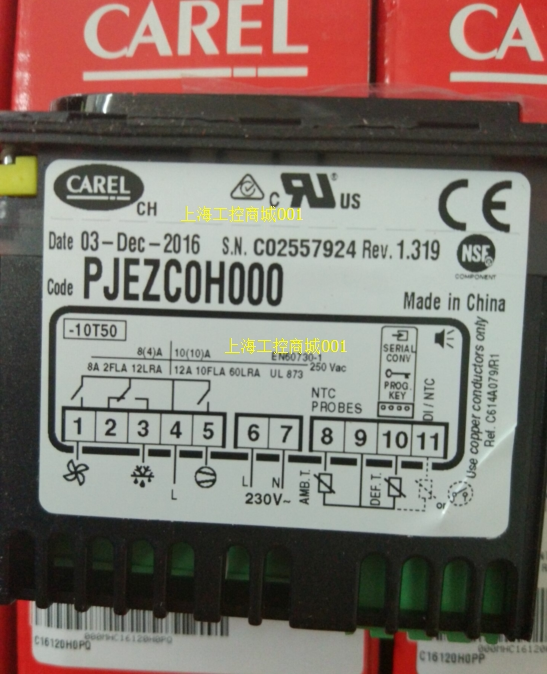 CAREL
CA
CAREL
CH
C
US
上海工控商城001
CE
Date 03-Dec-2016 S.N. C02557924 Rev. 1.319
NSF
COMPONENT
Code PJEZC0H000
Made in China
-10T50
上海工控商城001
8(4)A 10(10)A EN60730-1
8A 2FLA 12LRA 12A 10FLA 60LRA UL 873 250 Vac
SERIAL
CONV
PROG.
KEY
NTC
PROBES
DI / NTC
1 2 3 4 5 6 7 8 9 10 11
L
L N
230V~
AMB.T.
DEF.T.
or
Use copper conductors only
Ref. C614A079/R1
C16120H0PQ
000MHC16120H0PQ
C16120H0PP